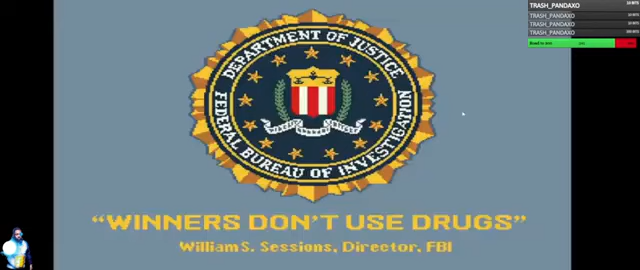 DEPARTMENT OF JUSTICE
FEDERAL BUREAU OF INVESTIGATION
"WINNERS DON'T USE DRUGS"
William S. Sessions, Director, FBI
TRASH_PANDAXO
TRASH_PANDAXO
TRASH_PANDAXO
TRASH_PANDAXO